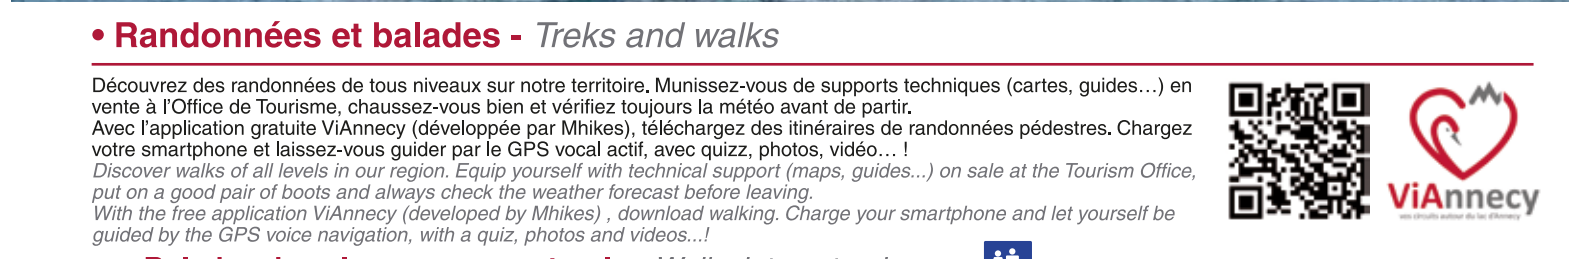 • Randonnées et balades - Treks and walks
Découvrez des randonnées de tous niveaux sur notre territoire. Munissez-vous de supports techniques (cartes, guides…) en
vente à l'Office de Tourisme, chaussez-vous bien et vérifiez toujours la météo avant de partir.
Avec l'application gratuite ViAnnecy (développée par Mhikes), téléchargez des itinéraires de randonnées pédestres. Chargez
votre smartphone et laissez-vous guider par le GPS vocal actif, avec quizz, photos, vidéo… !
Discover walks of all levels in our region. Equip yourself with technical support (maps, guides...) on sale at the Tourism Office,
put on a good pair of boots and always check the weather forecast before leaving.
With the free application ViAnnecy (developed by Mhikes) , download walking. Charge your smartphone and let yourself be
guided by the GPS voice navigation, with a quiz, photos and videos...!
ViAnnecy
vos circuits autour du lac d'Annecy